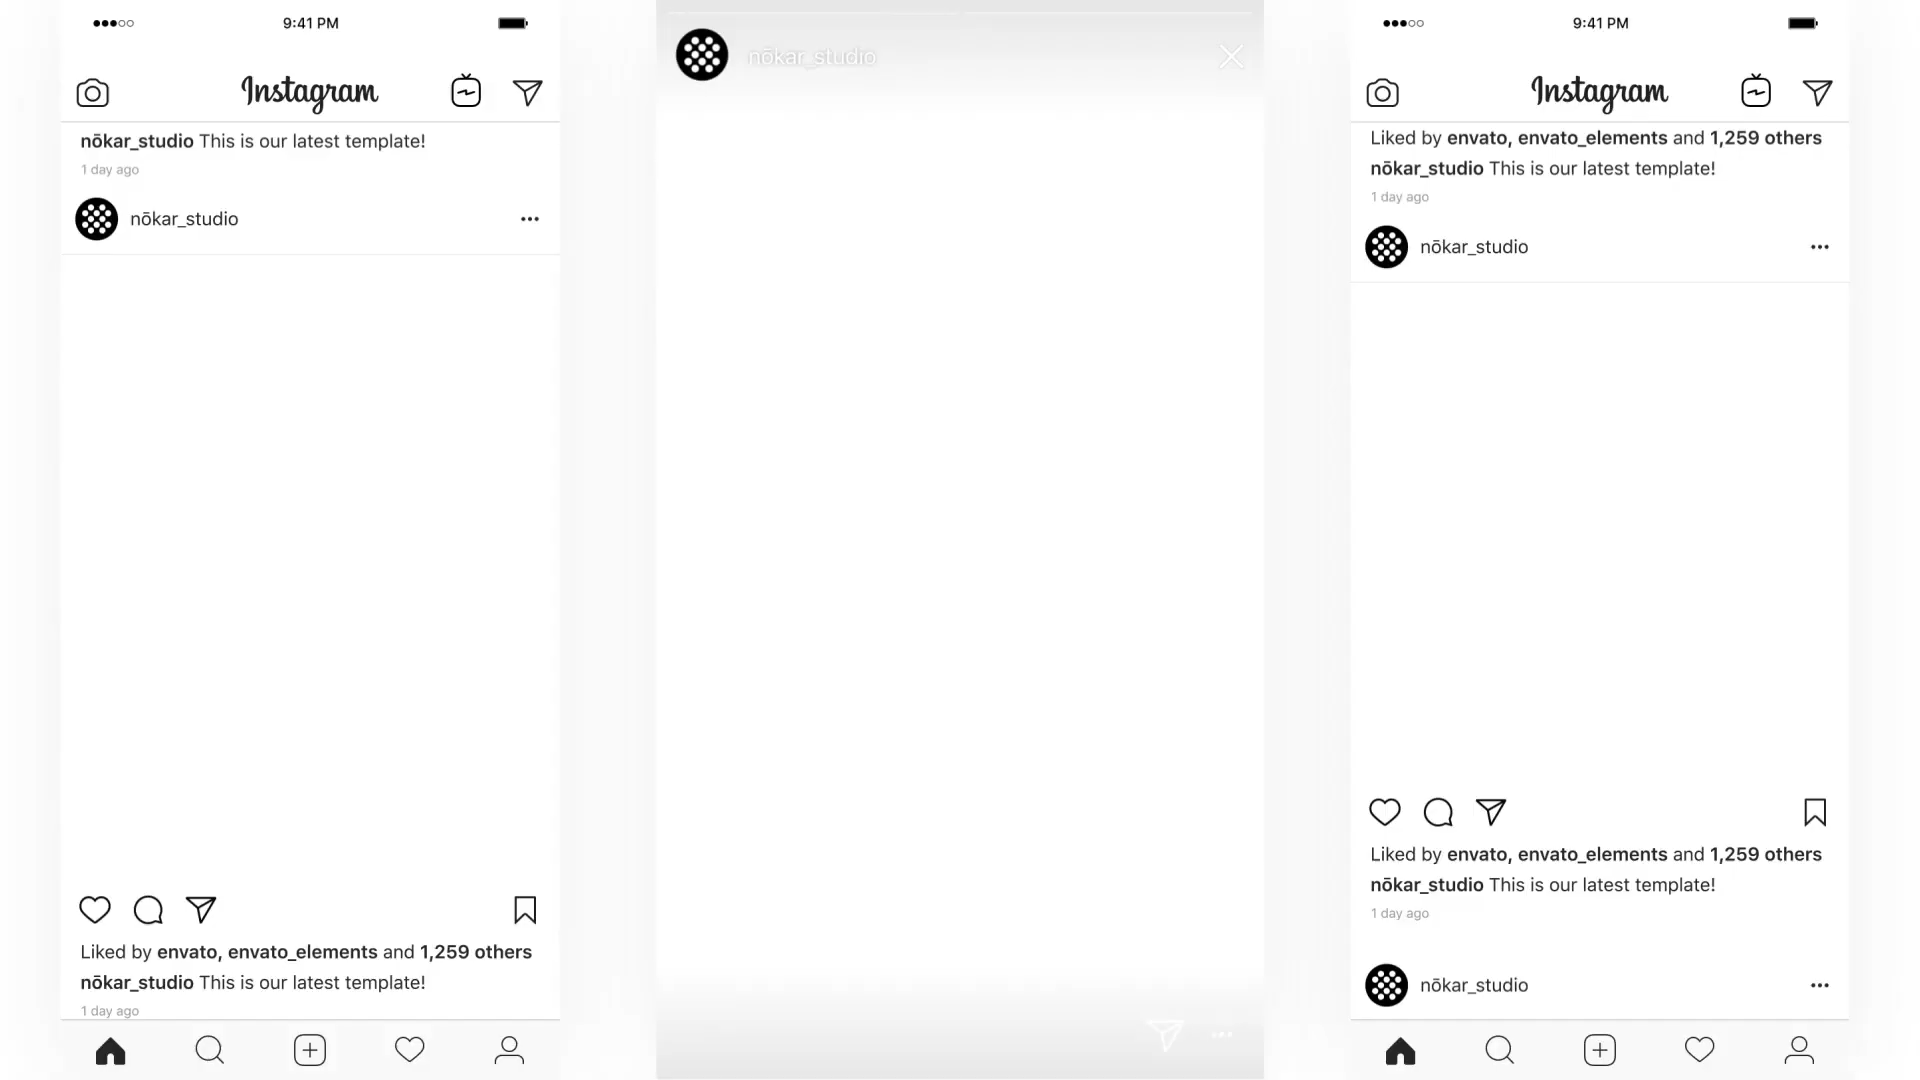 9:41 PM
Instagram
nōkar_studio This is our latest template!
1 day ago
nōkar_studio
Liked by envato, envato_elements and 1,259 others
nōkar_studio This is our latest template!
1 day ago
nōkar_studio
9:41 PM
Instagram
Liked by envato, envato_elements and 1,259 others
nōkar_studio This is our latest template!
1 day ago
nōkar_studio
Liked by envato, envato_elements and 1,259 others
nōkar_studio This is our latest template!
1 day ago
nōkar_studio